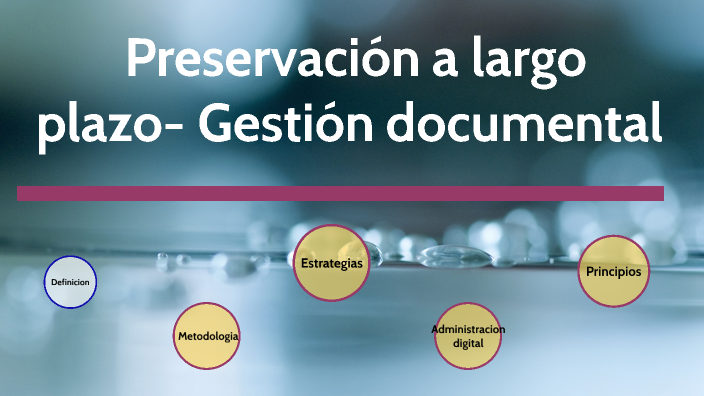 Preservación a largo
plazo- Gestión documental
Definicion
Metodologia
Estrategias
Administracion
digital
Principios